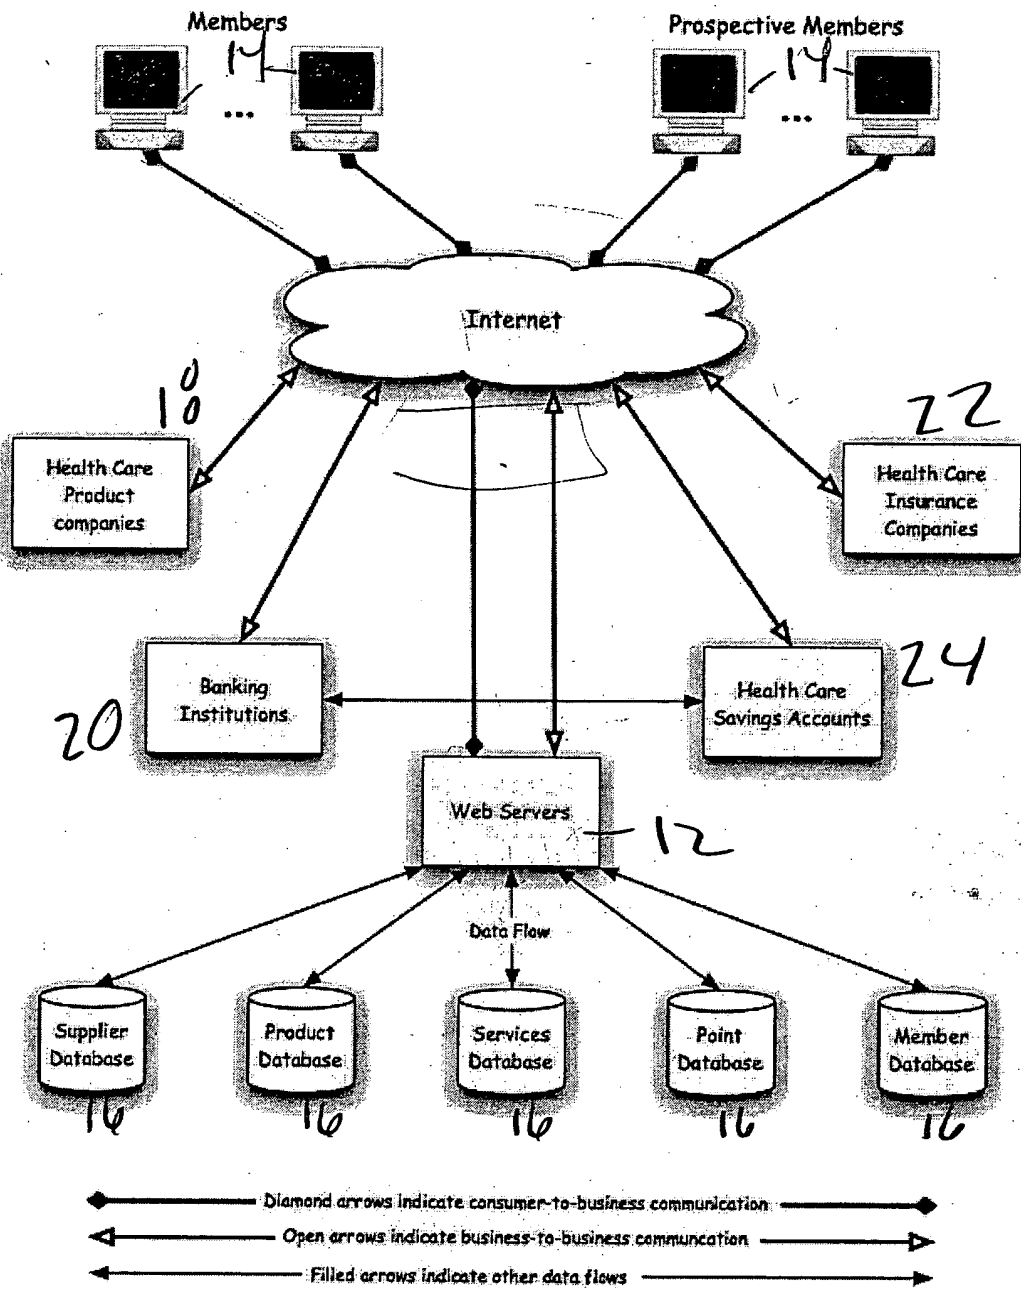 Members
Prospective Members
14
14
...
...
Internet
18
22
Health Care
Product
companies
Health Care
Insurance
Companies
20
Banking
Institutions
24
Health Care
Savings Accounts
Web Servers
12
Data Flow
Supplier
Database
Product
Database
Services
Database
Point
Database
Member
Database
16
16
16
16
16
Diamond arrows indicate consumer-to-business communication
Open arrows indicate business-to-business communcation
Filled arrows indicate other data flows